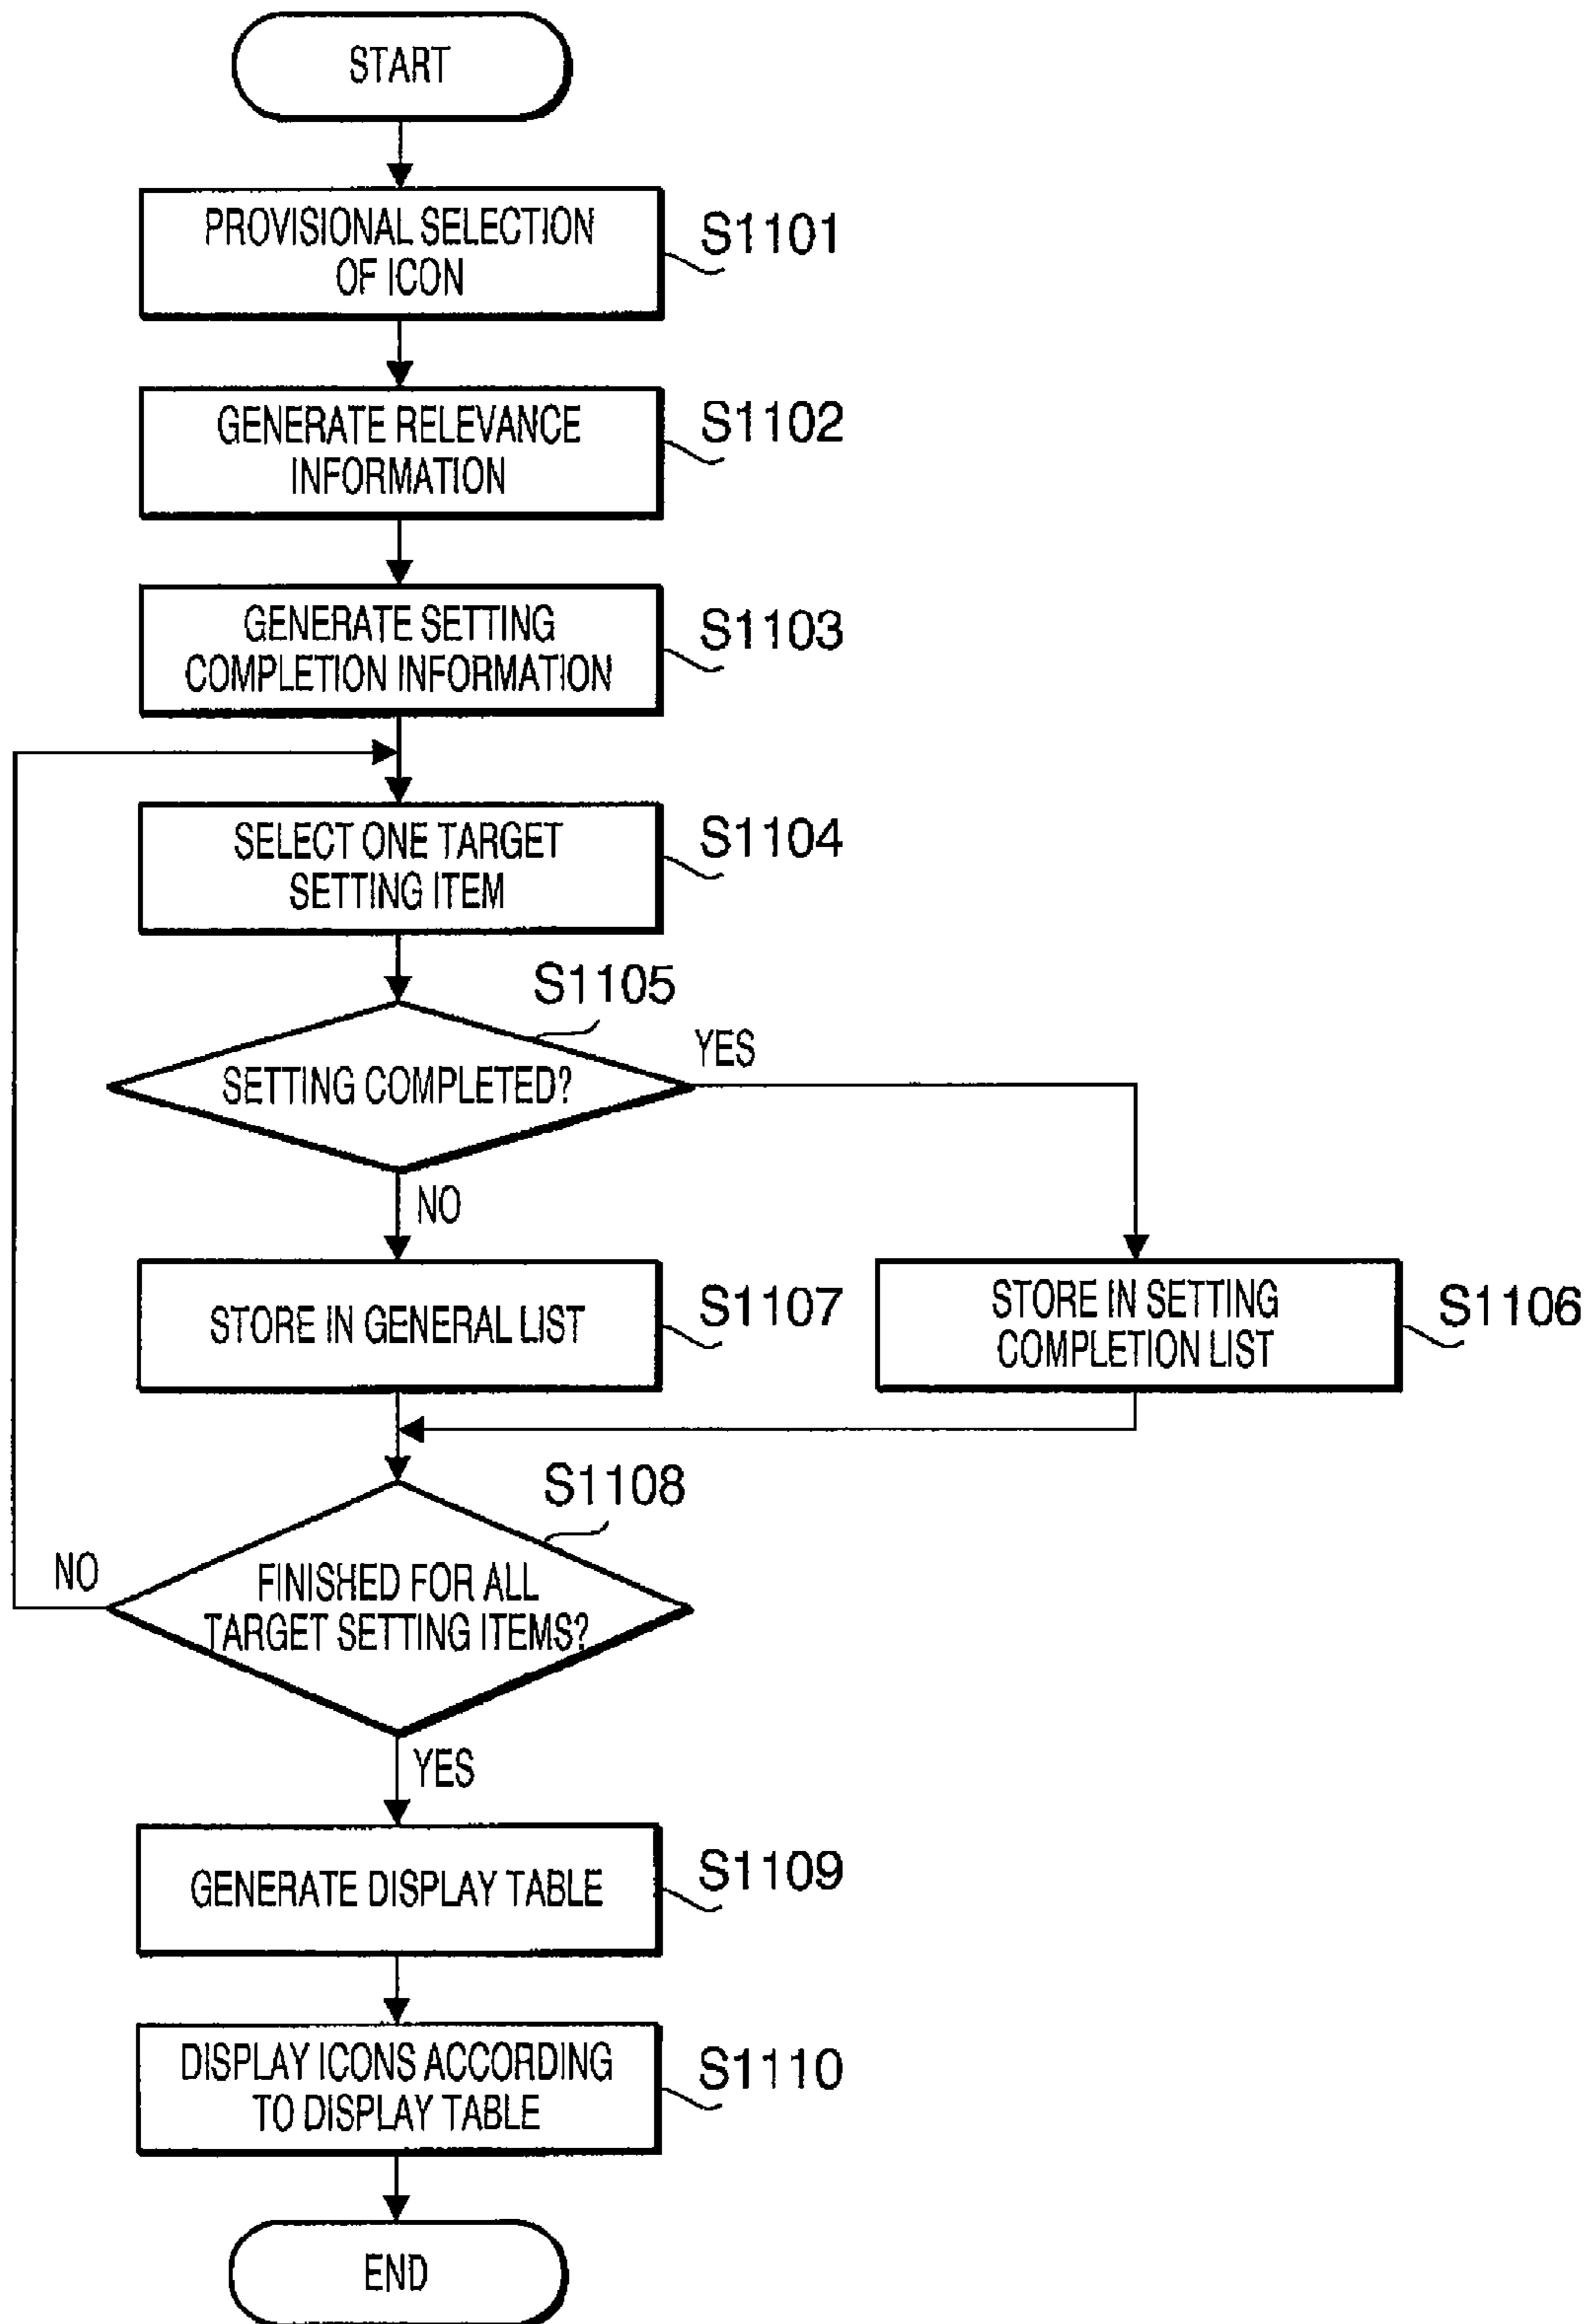 START
PROVISIONAL SELECTION
OF ICON
S1101
GENERATE RELEVANCE
INFORMATION
S1102
GENERATE SETTING
COMPLETION INFORMATION
S1103
SELECT ONE TARGET
SETTING ITEM
S1104
S1105
SETTING COMPLETED?
YES
NO
STORE IN GENERAL LIST
S1107
STORE IN SETTING
COMPLETION LIST
S1106
S1108
FINISHED FOR ALL
TARGET SETTING ITEMS?
NO
YES
GENERATE DISPLAY TABLE
S1109
DISPLAY ICONS ACCORDING
TO DISPLAY TABLE
S1110
END